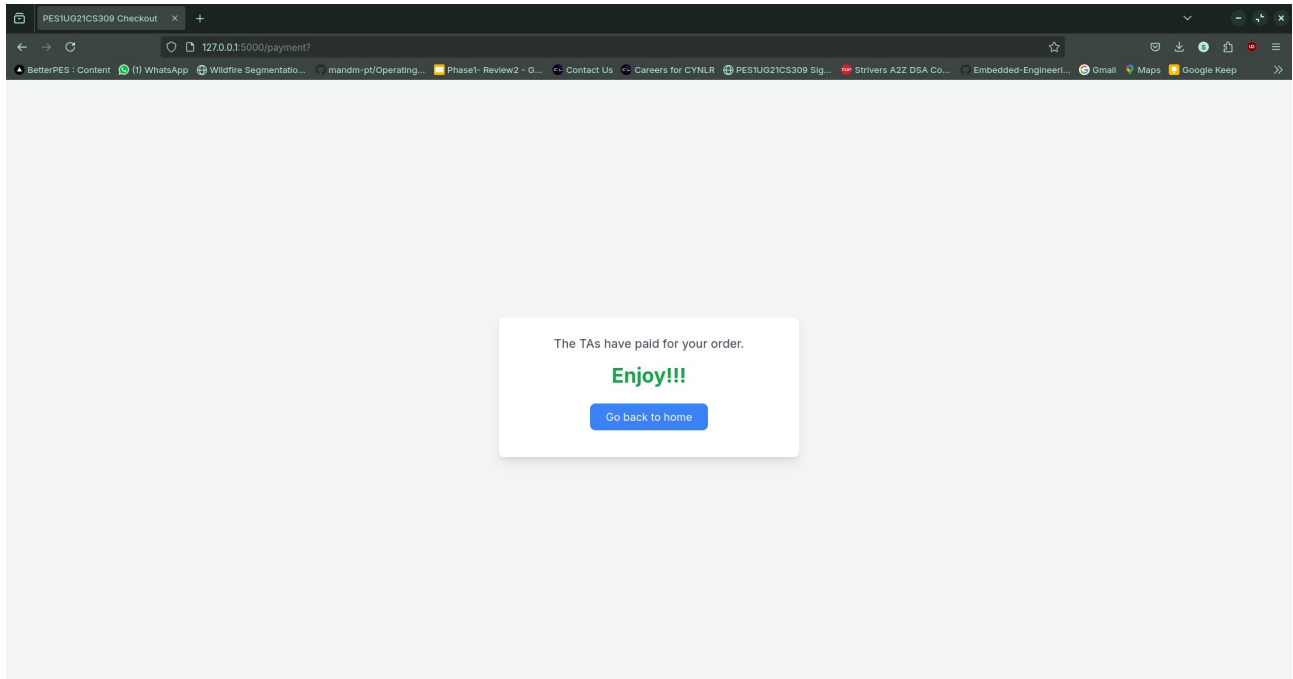 PES1UG21CS309 Checkout
127.0.0.1:5000/payment?
BetterPES : Content (1) WhatsApp Wildfire Segmentatio... mandm-pt/Operating... Phase1- Review2 - G... Contact Us Careers for CYNLR PES1UG21CS309 Sig... Strivers A2Z DSA Co... Embedded-Engineeri... Gmail Maps Google Keep
The TAs have paid for your order.
Enjoy!!!
Go back to home